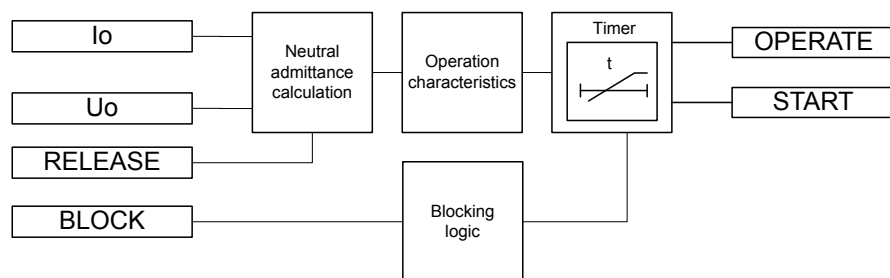 Io
Uo
RELEASE
BLOCK
Neutral
admittance
calculation
Operation
characteristics
Blocking
logic
Timer
t
OPERATE
START